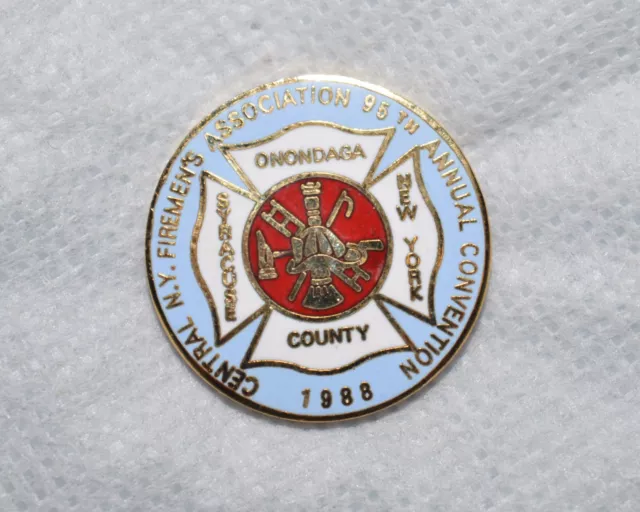 CENTRAL N.Y. FIREMEN'S ASSOCIATION 95TH ANNUAL CONVENTION
ONONDAGA
SYRACUSE
NEW YORK
COUNTY
1988